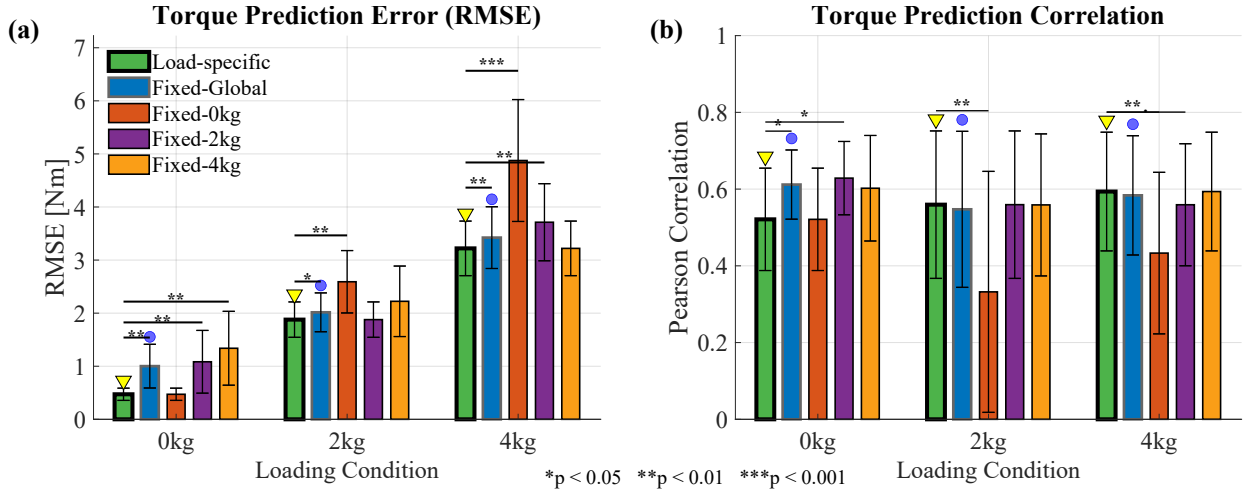 Torque Prediction Error (RMSE)
(a)
7
6
5
4
3
2
1
0
RMSE [Nm]
Load-specific
Fixed-Global
Fixed-0kg
Fixed-2kg
Fixed-4kg
**
**
**
*
**
***
**
**
0kg
2kg
4kg
Loading Condition
Torque Prediction Correlation
(b)
1
0.8
0.6
0.4
0.2
0
Pearson Correlation
*
*
**
**
0kg
2kg
4kg
Loading Condition
*p < 0.05 **p < 0.01 ***p < 0.001